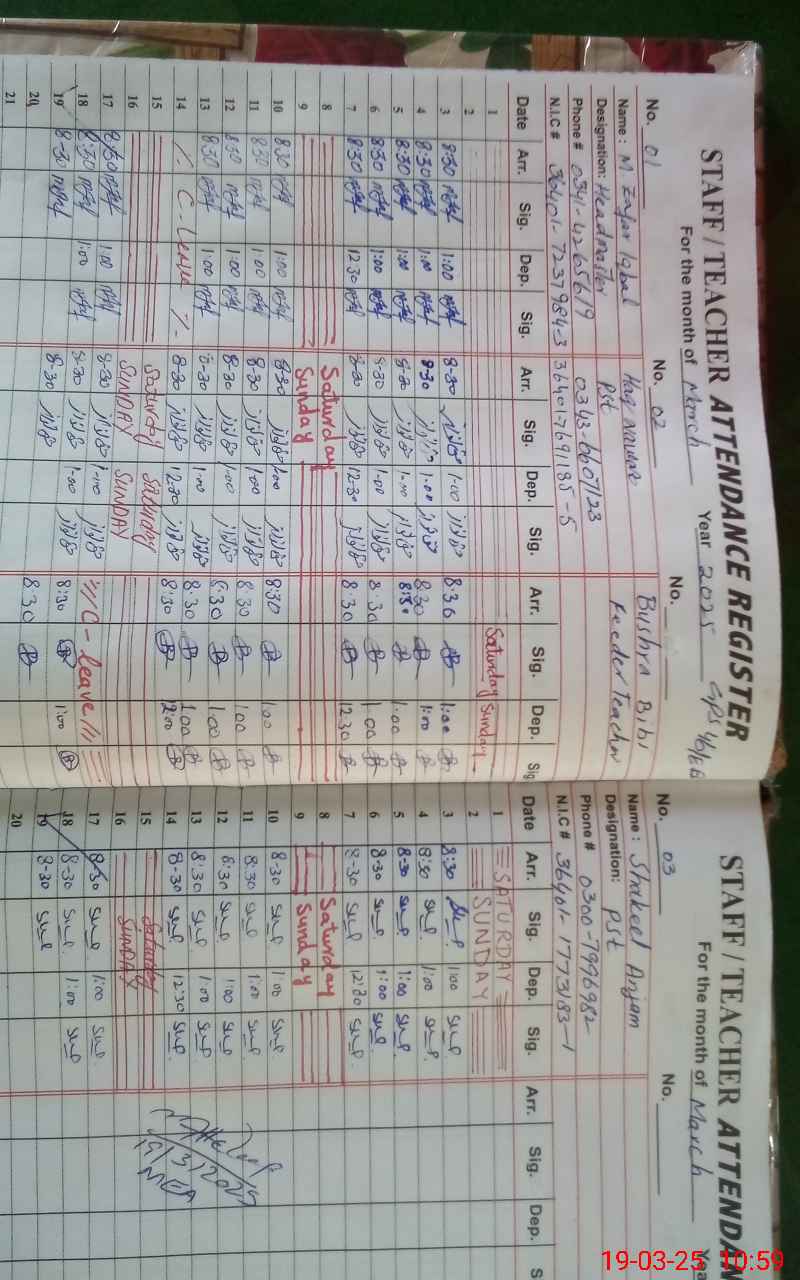 STAFF / TEACHER ATTENDANCE REGISTER
For the month of March Year 2025
No. 01 No. 02 No.
Name : M. Zafar Iqbal Haq Nawaz Bushra Bibi
Designation: Headmaster Pst Feeder Teacher
Phone # 0341-4265619 0343-6607123
N.I.C # 36401-7237984-3 36401-7691185-5
Date Arr. Sig. Dep. Sig. Arr. Sig. Dep. Sig. Arr. Sig. Dep. Sig
1 Saturday
2 Sunday
3 8:30 1:00 8-30 1-00 8:30 1:00
4 8:30 1:00 8-30 1-00 8:30 1:00
5 8:30 1:00 8-30 1-00 8:30 1:00
6 8:30 1:00 8-30 1-00 8:30 1:00
7 8:30 12:30 8-30 12-30 8:30 12:30
8 Saturday
9 Sunday
10 8:30 1:00 8-30 1:00 8:30 1:00
11 8:30 1:00 8-30 1:00 8:30 1:00
12 8:30 1:00 8-30 1-00 8:30 1:00
13 8:30 1:00 8-30 1-00 8:30 1:00
14 C-Leave 8-30 12-30 8:30 12:00
15 Saturday Saturday
16 SUNDAY SUNDAY
17 8:30 1:00 8-30 1-00 C-leave
18 8:30 1:00 8-30 1-00 8:30 1:00
19 8-30 8-30
20 8:30
21
STAFF / TEACHER ATTENDA
For the month of March Yea
No. 03 No.
Name : Shakeel Anjam
Designation: Pst
Phone # 0300-7996982
N.I.C # 36401-1773183-1
Date Arr. Sig. Dep. Sig. Arr. Sig. Dep. S
1 SATURDAY
2 SUNDAY
3 8:30 1:00
4 8:30 1:00
5 8-30 1:00
6 8-30 1:00
7 8-30 12:30
8 Saturday
9 Sunday
10 8-30 1:00
11 8:30 1:00
12 8:30 1:00
13 8:30 1:00
14 8-30 12:30
15 Saturday
16 SUNDAY
17 8-30 1:00
18 8-30 1:00
19 8-30
20
19/3/2025
MEA
19-03-25 10:59